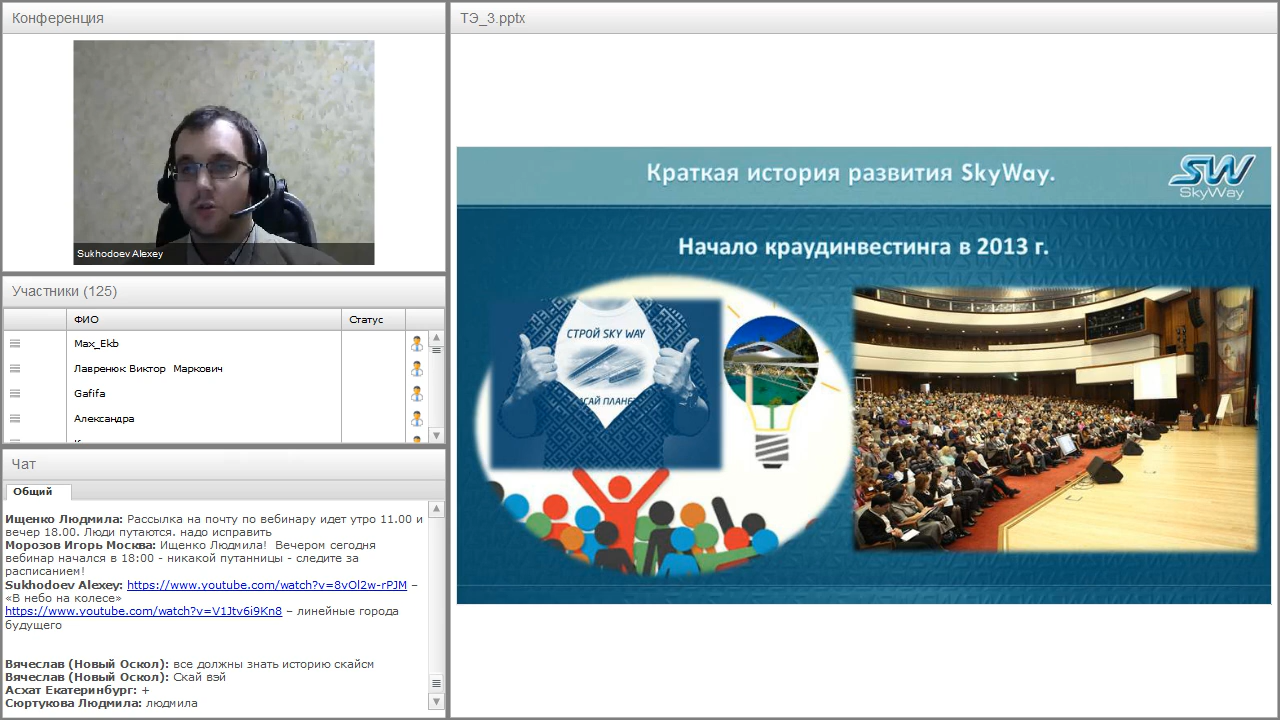 Конференция
Sukhodoev Alexey
Участники (125)
ФИО
Статус
Max_Ekb
Лавренюк Виктор Маркович
Gafifa
Александра
Чат
Общий
Ищенко Людмила: Рассылка на почту по вебинару идет утро 11.00 и
вечер 18.00. Люди путаются. надо исправить
Морозов Игорь Москва: Ищенко Людмила! Вечером сегодня
вебинар начался в 18:00 - никакой путанницы - следите за
расписанием!
Sukhodoev Alexey: https://www.youtube.com/watch?v=8vOl2w-rPJM –
«В небо на колесе»
https://www.youtube.com/watch?v=V1Jtv6i9Kn8 – линейные города
будущего
Вячеслав (Новый Оскол): все должны знать историю скайсм
Вячеслав (Новый Оскол): Скай вэй
Асхат Екатеринбург: +
Сюртукова Людмила: людмила
ТЭ_3.pptx
Краткая история развития SkyWay.
SW
SkyWay
Начало краудинвестинга в 2013 г.
СТРОЙ SKY WAY